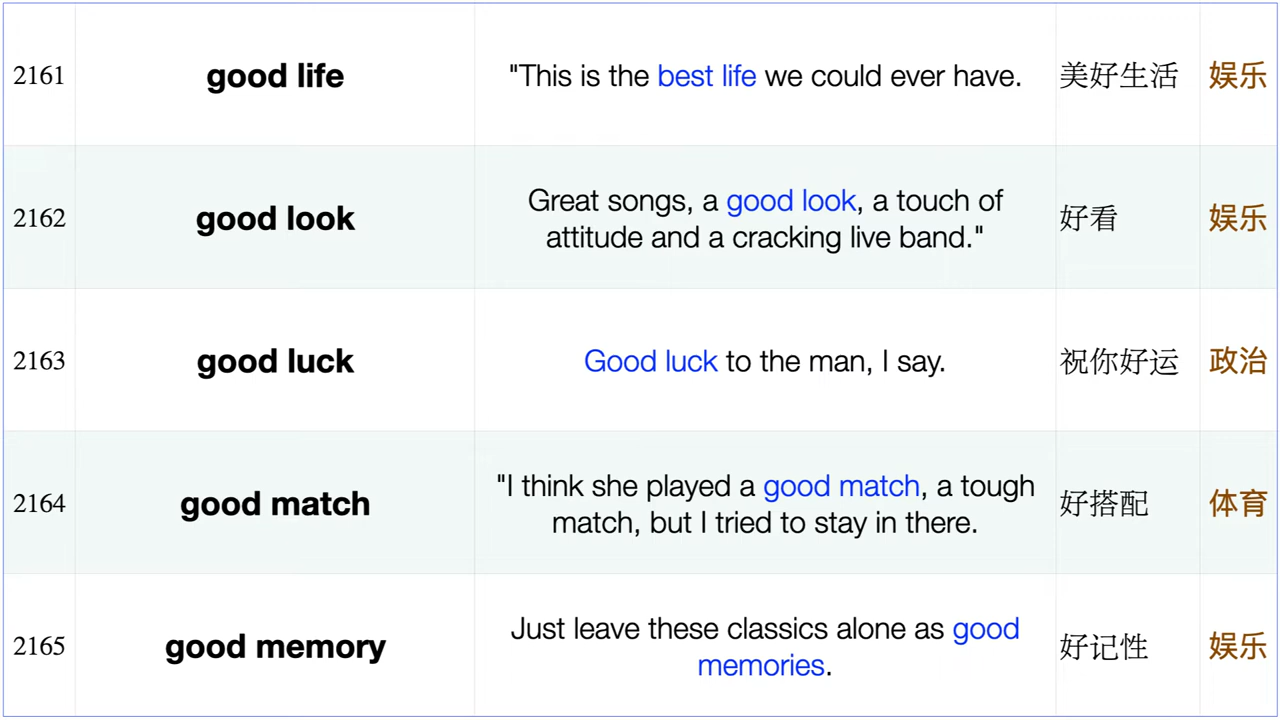 2161 good life "This is the best life we could ever have. 美好生活 娱乐
2162 good look Great songs, a good look, a touch of
attitude and a cracking live band." 好看 娱乐
2163 good luck Good luck to the man, I say. 祝你好运 政治
2164 good match "I think she played a good match, a tough
match, but I tried to stay in there. 好搭配 体育
2165 good memory Just leave these classics alone as good
memories. 好记性 娱乐